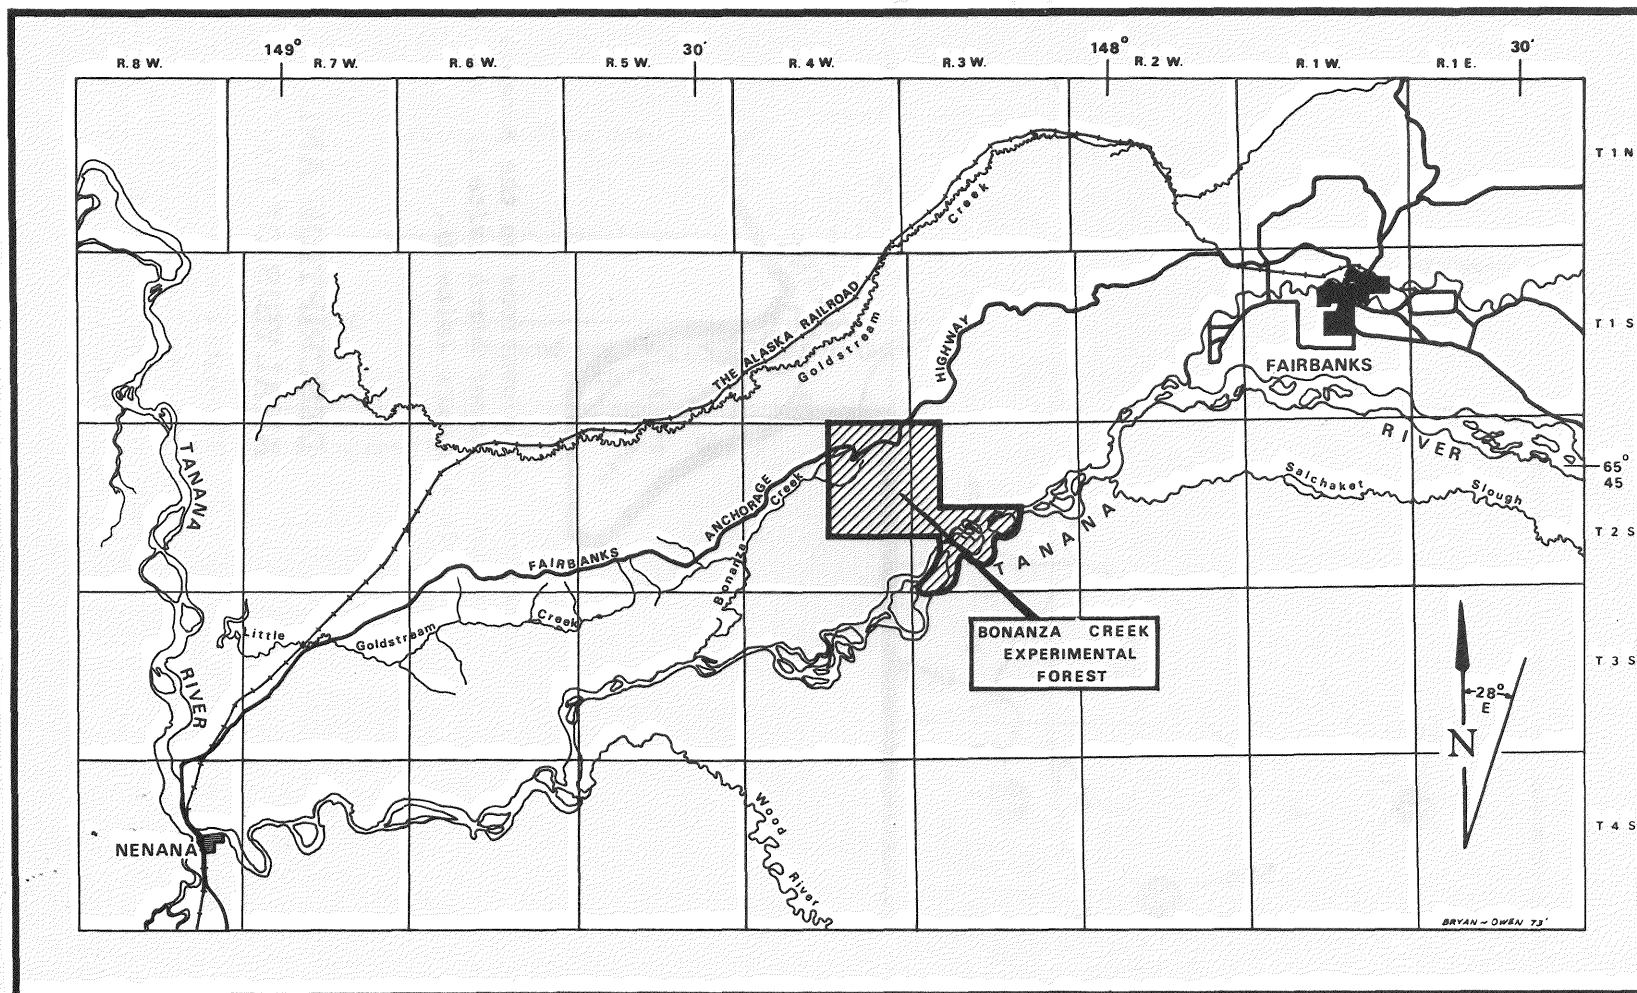 149° 30' 148° 30'
R. 8 W. R. 7 W. R. 6 W. R. 5 W. R. 4 W. R. 3 W. R. 2 W. R. 1 W. R. 1 E.
T 1 N
Creek
THE ALASKA RAILROAD
Goldstream
HIGHWAY
T 1 S
FAIRBANKS
TANANA
RIVER
65°
45
Salchaket Slough
ANCHORAGE
Creek
TANANA
T 2 S
FAIRBANKS
Bonanza
Little Goldstream Creek
BONANZA CREEK
EXPERIMENTAL
FOREST
T 3 S
RIVER
28°
E
N
Wood River
T 4 S
NENANA
BRYAN – OWEN 73'